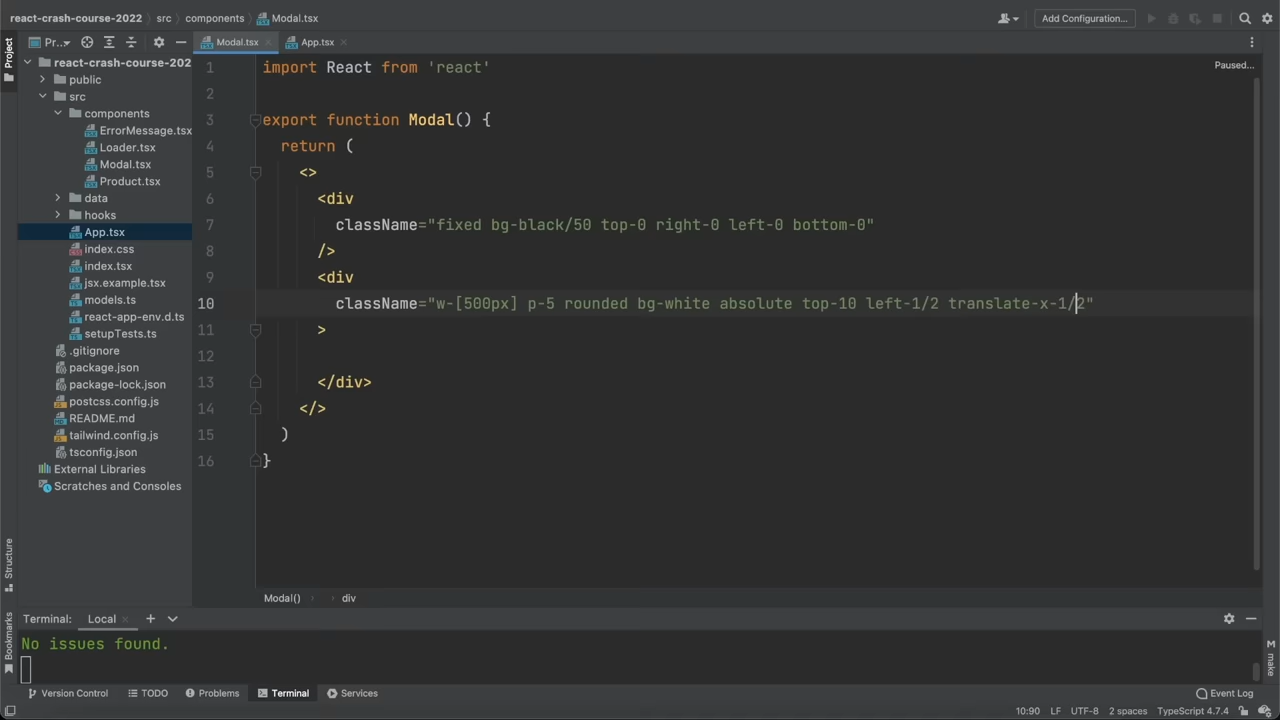 react-crash-course-2022 src components Modal.tsx Add Configuration...
Project
Pr... Modal.tsx App.tsx
react-crash-course-202
public
src
components
ErrorMessage.tsx
Loader.tsx
Modal.tsx
Product.tsx
data
hooks
App.tsx
index.css
index.tsx
jsx.example.tsx
models.ts
react-app-env.d.ts
setupTests.ts
.gitignore
package.json
package-lock.json
postcss.config.js
README.md
tailwind.config.js
tsconfig.json
External Libraries
Scratches and Consoles
Paused...
1 import React from 'react'
2
3 export function Modal() {
4 return (
5 <>
6 <div
7 className="fixed bg-black/50 top-0 right-0 left-0 bottom-0"
8 />
9 <div
10 className="w-[500px] p-5 rounded bg-white absolute top-10 left-1/2 translate-x-1/2"
11 >
12
13 </div>
14 </>
15 )
16 }
Modal() div
Structure
Bookmarks
make
Terminal: Local
No issues found.
Version Control TODO Problems Terminal Services Event Log
10:90 LF UTF-8 2 spaces TypeScript 4.7.4